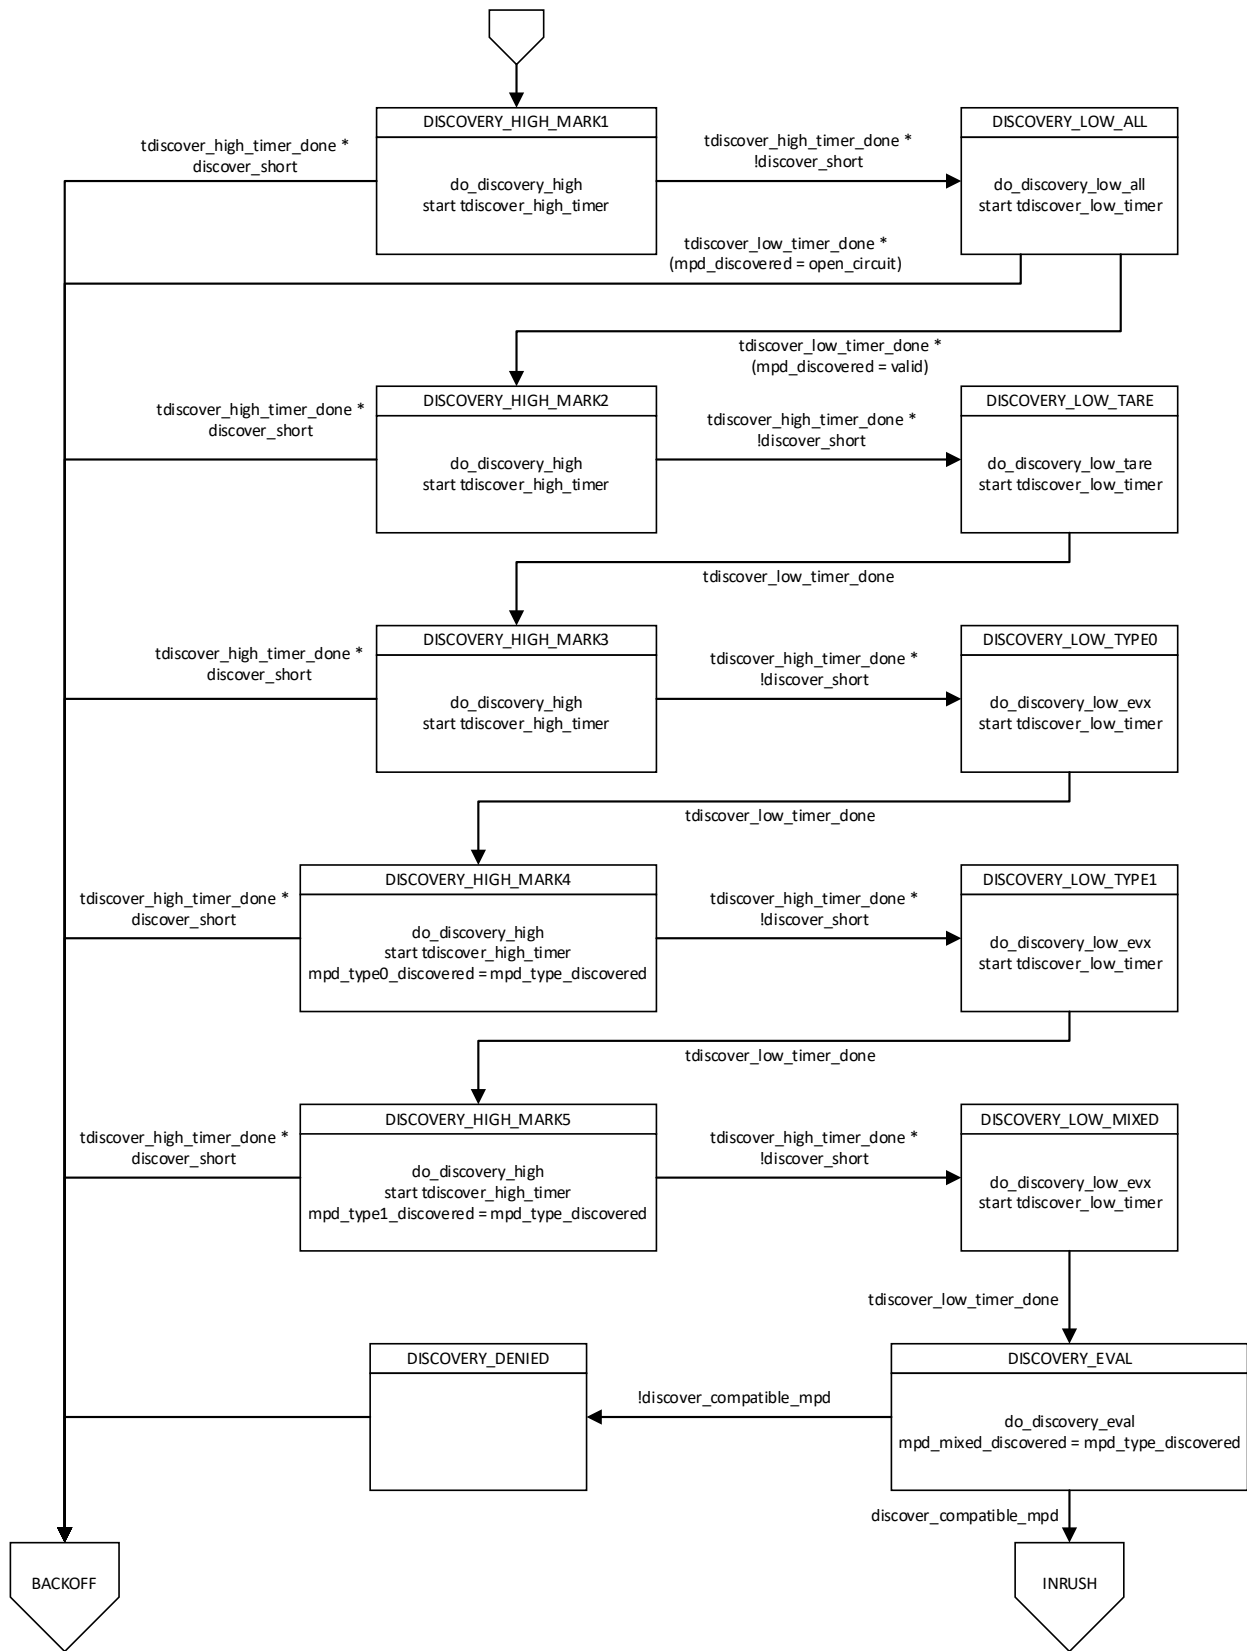 DISCOVERY_HIGH_MARK1
DISCOVERY_LOW_ALL
tdiscover_high_timer_done *
discover_short
do_discovery_high
start tdiscover_high_timer
tdiscover_high_timer_done *
!discover_short
do_discovery_low_all
start tdiscover_low_timer
tdiscover_low_timer_done *
(mpd_discovered = open_circuit)
tdiscover_low_timer_done *
(mpd_discovered = valid)
DISCOVERY_HIGH_MARK2
DISCOVERY_LOW_TARE
tdiscover_high_timer_done *
discover_short
do_discovery_high
start tdiscover_high_timer
tdiscover_high_timer_done *
!discover_short
do_discovery_low_tare
start tdiscover_low_timer
tdiscover_low_timer_done
DISCOVERY_HIGH_MARK3
DISCOVERY_LOW_TYPE0
tdiscover_high_timer_done *
discover_short
do_discovery_high
start tdiscover_high_timer
tdiscover_high_timer_done *
!discover_short
do_discovery_low_evx
start tdiscover_low_timer
tdiscover_low_timer_done
DISCOVERY_HIGH_MARK4
DISCOVERY_LOW_TYPE1
tdiscover_high_timer_done *
discover_short
do_discovery_high
start tdiscover_high_timer
mpd_type0_discovered = mpd_type_discovered
tdiscover_high_timer_done *
!discover_short
do_discovery_low_evx
start tdiscover_low_timer
tdiscover_low_timer_done
DISCOVERY_HIGH_MARK5
DISCOVERY_LOW_MIXED
tdiscover_high_timer_done *
discover_short
do_discovery_high
start tdiscover_high_timer
mpd_type1_discovered = mpd_type_discovered
tdiscover_high_timer_done *
!discover_short
do_discovery_low_evx
start tdiscover_low_timer
tdiscover_low_timer_done
DISCOVERY_DENIED
DISCOVERY_EVAL
!discover_compatible_mpd
do_discovery_eval
mpd_mixed_discovered = mpd_type_discovered
discover_compatible_mpd
BACKOFF
INRUSH